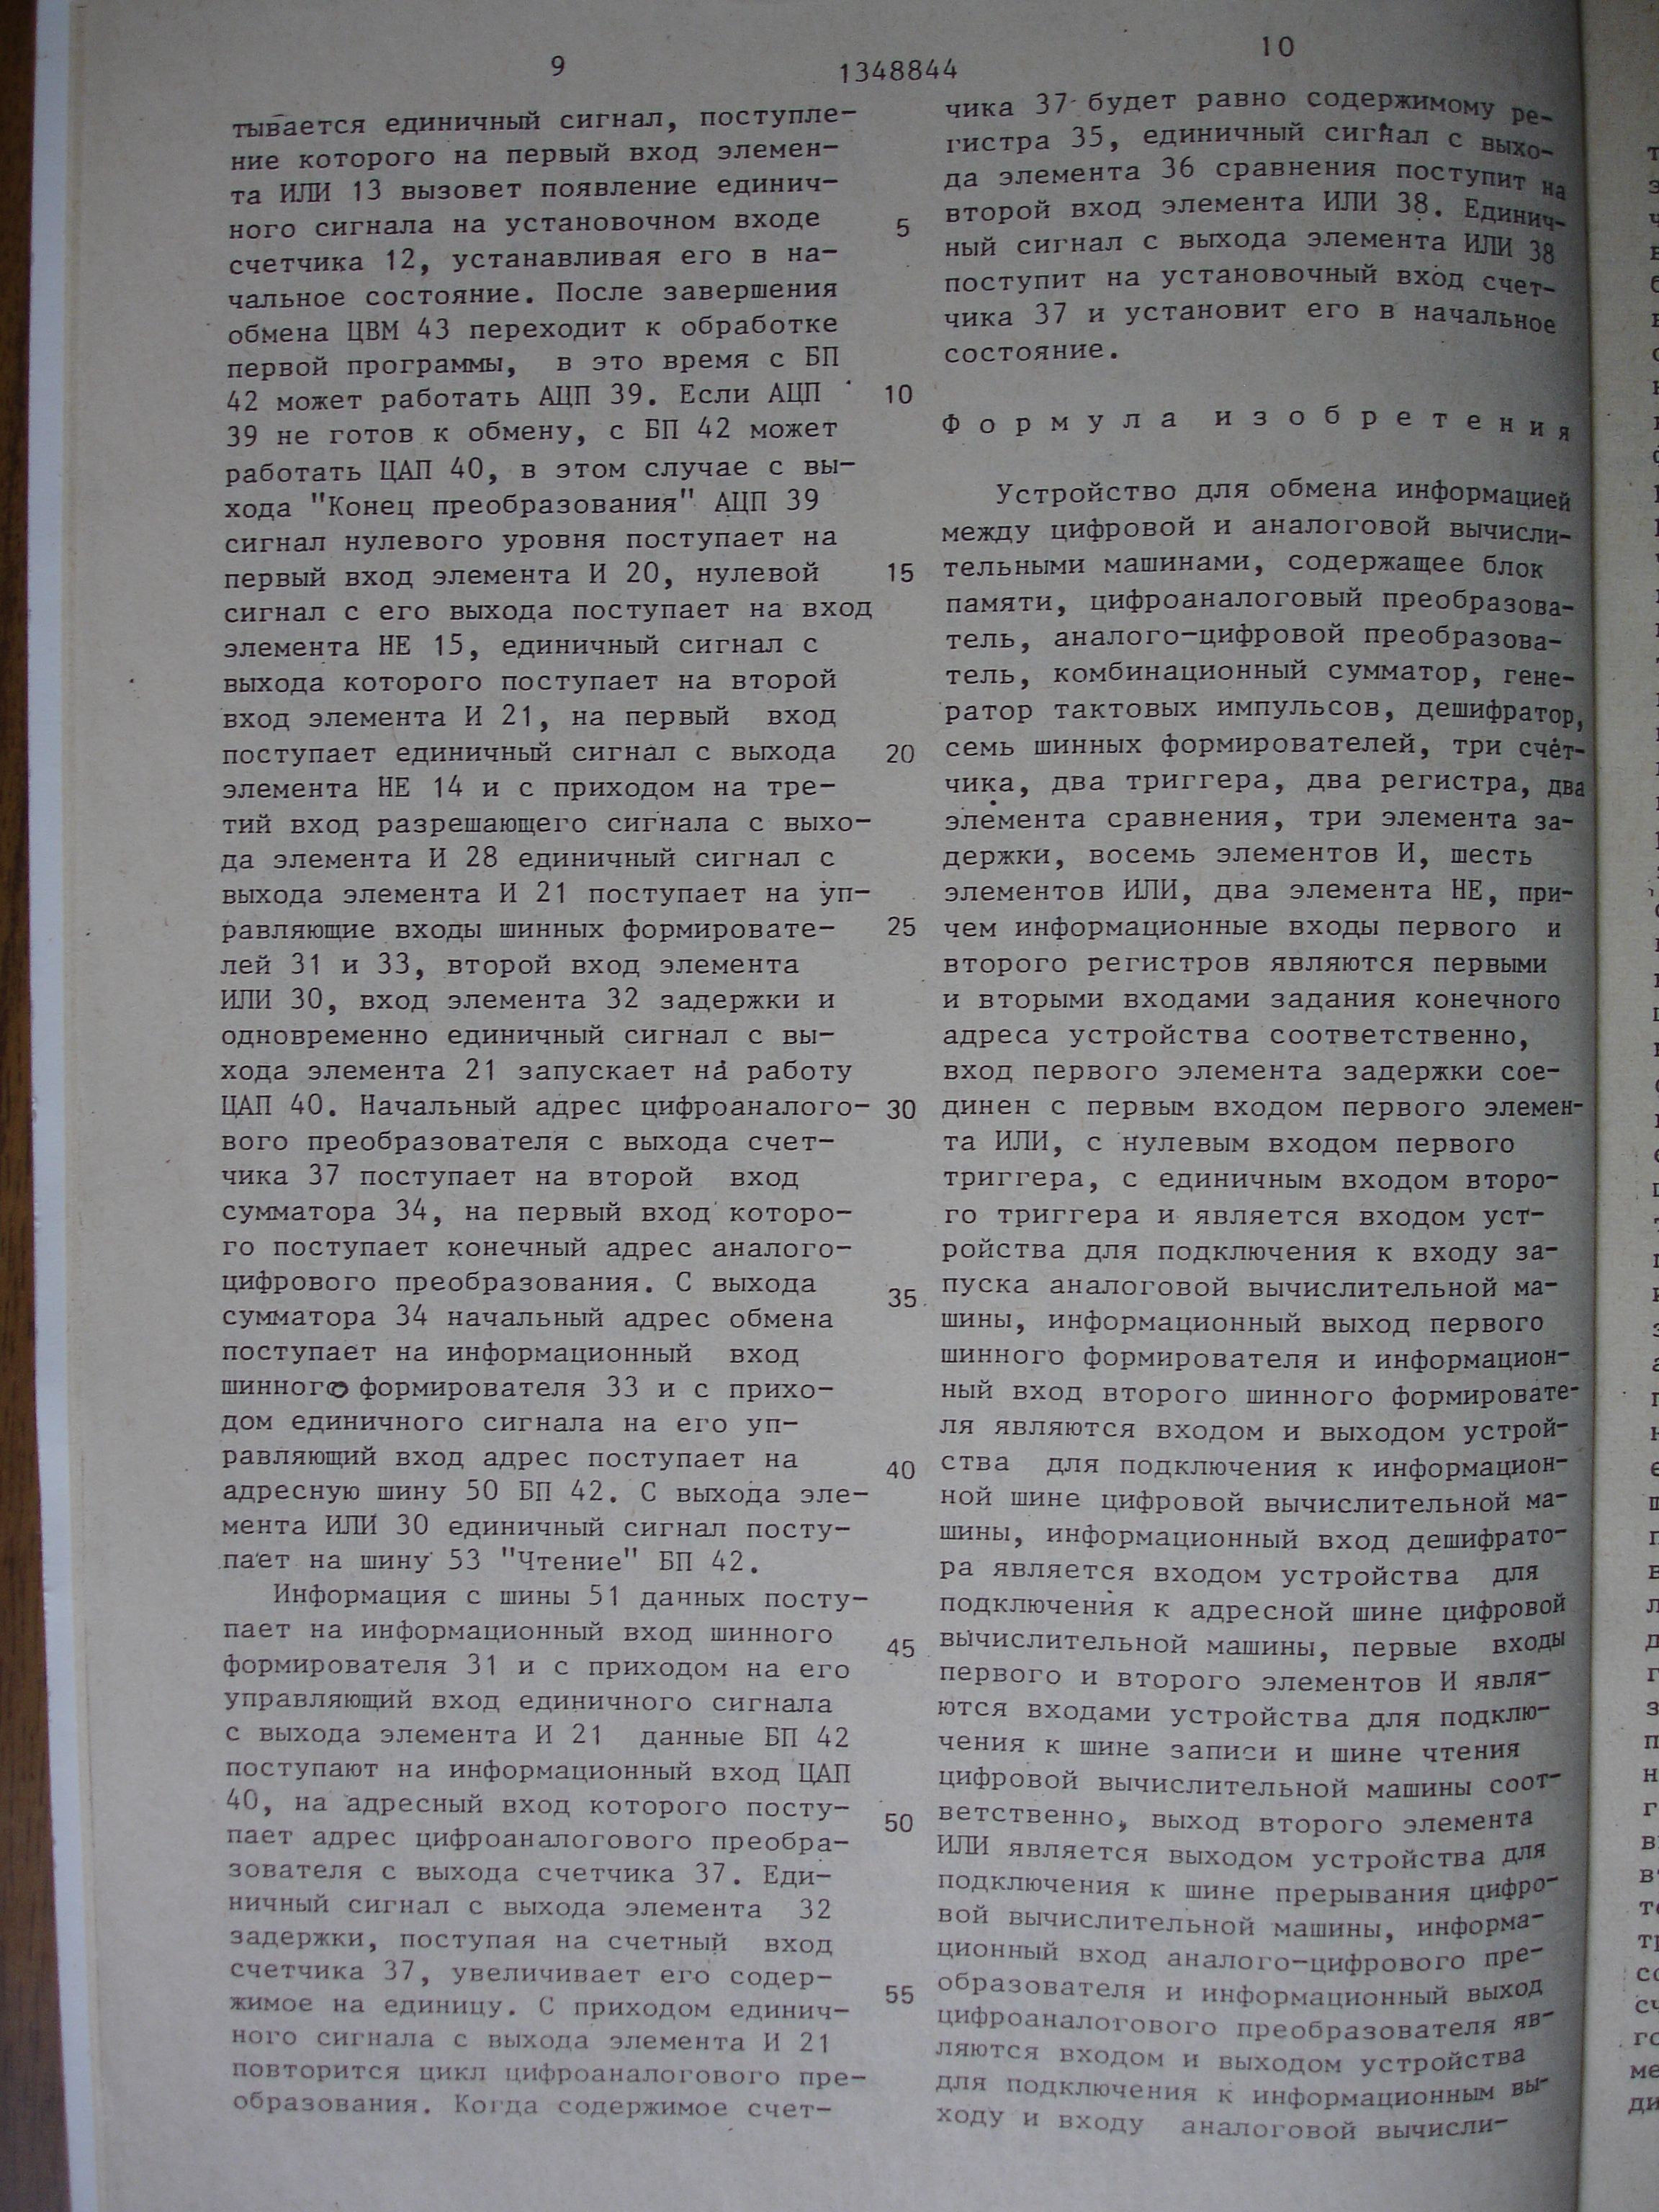 9
1348844
10
тывается единичный сигнал, поступле-
ние которого на первый вход элемен-
та ИЛИ 13 вызовет появление единич-
ного сигнала на установочном входе
счетчика 12, устанавливая его в на-
чальное состояние. После завершения
обмена ЦВМ 43 переходит к обработке
первой программы, в это время с БП
42 может работать АЦП 39. Если АЦП
39 не готов к обмену, с БП 42 может
работать ЦАП 40, в этом случае с вы-
хода "Конец преобразования" АЦП 39
сигнал нулевого уровня поступает на
первый вход элемента И 20, нулевой
сигнал с его выхода поступает на вход
элемента НЕ 15, единичный сигнал с
выхода которого поступает на второй
вход элемента И 21, на первый вход
поступает единичный сигнал с выхода
элемента НЕ 14 и с приходом на тре-
тий вход разрешающего сигнала с выхо-
да элемента И 28 единичный сигнал с
выхода элемента И 21 поступает на уп-
равляющие входы шинных формировате-
лей 31 и 33, второй вход элемента
ИЛИ 30, вход элемента 32 задержки и
одновременно единичный сигнал с вы-
хода элемента 21 запускает на работу
ЦАП 40. Начальный адрес цифроаналого-
вого преобразователя с выхода счет-
чика 37 поступает на второй вход
сумматора 34, на первый вход которо-
го поступает конечный адрес аналого-
цифрового преобразования. С выхода
сумматора 34 начальный адрес обмена
поступает на информационный вход
шинного формирователя 33 и с прихо-
дом единичного сигнала на его уп-
равляющий вход адрес поступает на
адресную шину 50 БП 42. С выхода эле-
мента ИЛИ 30 единичный сигнал посту-
пает на шину 53 "Чтение" БП 42.
Информация с шины 51 данных посту-
пает на информационный вход шинного
формирователя 31 и с приходом на его
управляющий вход единичного сигнала
с выхода элемента И 21 данные БП 42
поступают на информационный вход ЦАП
40, на адресный вход которого посту-
пает адрес цифроаналогового преобра-
зователя с выхода счетчика 37. Еди-
ничный сигнал с выхода элемента 32
задержки, поступая на счетный вход
счетчика 37, увеличивает его содер-
жимое на единицу. С приходом единич-
ного сигнала с выхода элемента И 21
повторится цикл цифроаналогового пре-
образования. Когда содержимое счет-
5
10
15
20
25
30
35
40
45
50
55
чика 37 будет равно содержимому ре-
гистра 35, единичный сигнал с выхо-
да элемента 36 сравнения поступит на
второй вход элемента ИЛИ 38. Единич-
ный сигнал с выхода элемента ИЛИ 38
поступит на установочный вход счет-
чика 37 и установит его в начальное
состояние.
Формула изобретения
Устройство для обмена информацией
между цифровой и аналоговой вычисли-
тельными машинами, содержащее блок
памяти, цифроаналоговый преобразова-
тель, аналого-цифровой преобразова-
тель, комбинационный сумматор, гене-
ратор тактовых импульсов, дешифратор,
семь шинных формирователей, три счет-
чика, два триггера, два регистра, два
элемента сравнения, три элемента за-
держки, восемь элементов И, шесть
элементов ИЛИ, два элемента НЕ, при-
чем информационные входы первого и
второго регистров являются первыми
и вторыми входами задания конечного
адреса устройства соответственно,
вход первого элемента задержки сое-
динен с первым входом первого элемен-
та ИЛИ, с нулевым входом первого
триггера, с единичным входом второ-
го триггера и является входом уст-
ройства для подключения к входу за-
пуска аналоговой вычислительной ма-
шины, информационный выход первого
шинного формирователя и информацион-
ный вход второго шинного формировате-
ля являются входом и выходом устрой-
ства для подключения к информацион-
ной шине цифровой вычислительной ма-
шины, информационный вход дешифрато-
ра является входом устройства для
подключения к адресной шине цифровой
вычислительной машины, первые входы
первого и второго элементов И явля-
ются входами устройства для подклю-
чения к шине записи и шине чтения
цифровой вычислительной машины соот-
ветственно, выход второго элемента
ИЛИ является выходом устройства для
подключения к шине прерывания цифро-
вой вычислительной машины, информа-
ционный вход аналого-цифрового пре-
образователя и информационный выход
цифроаналогового преобразователя яв-
ляются входом и выходом устройства
для подключения к информационным вы-
ходу и входу аналоговой вычисли-